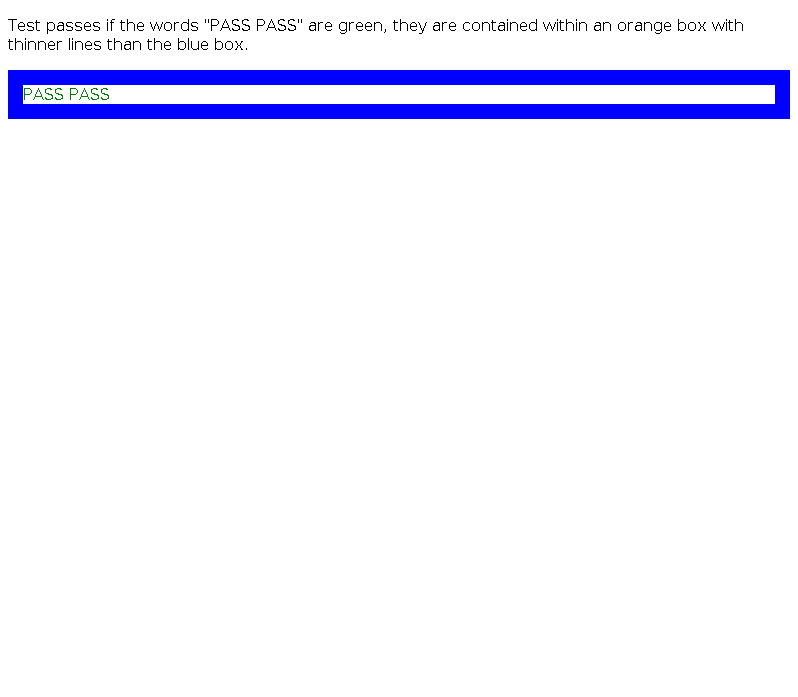 Test passes if the words "PASS PASS" are green, they are contained within an orange box with
thinner lines than the blue box.
PASS PASS